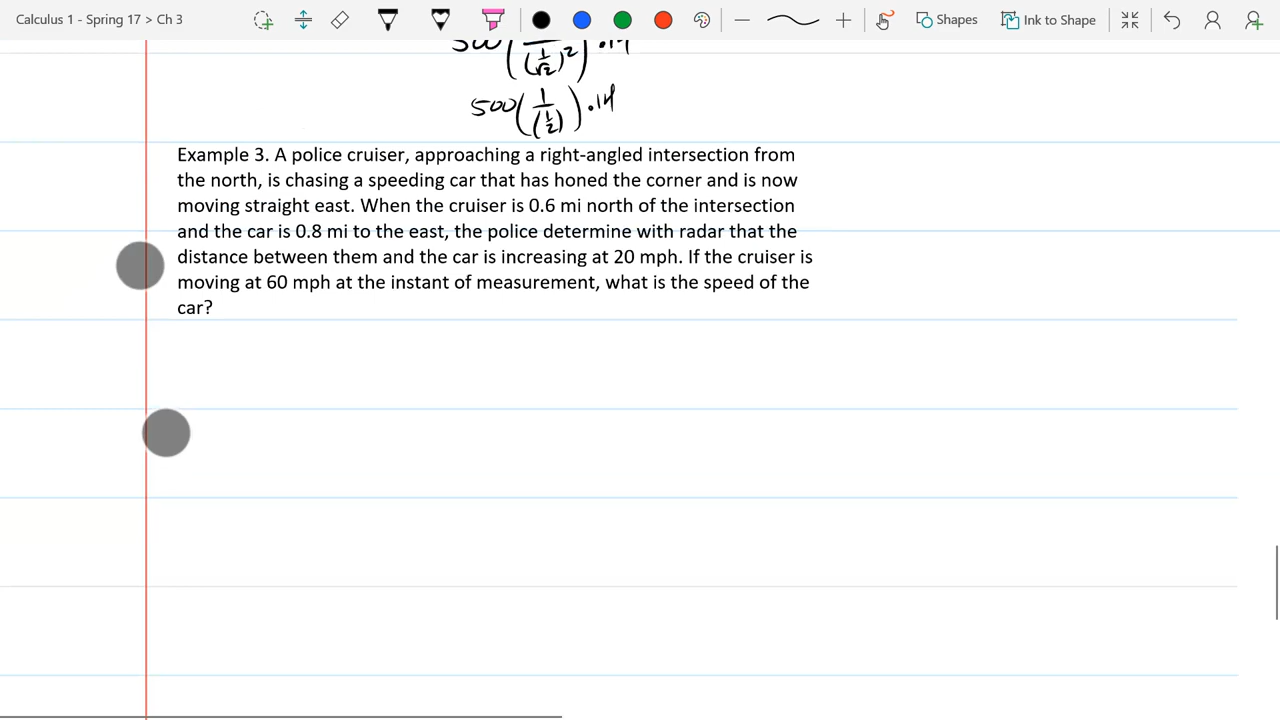 Calculus 1 - Spring 17 > Ch 3
Shapes
Ink to Shape
500(1/(1/2)).14
Example 3. A police cruiser, approaching a right-angled intersection from
the north, is chasing a speeding car that has honed the corner and is now
moving straight east. When the cruiser is 0.6 mi north of the intersection
and the car is 0.8 mi to the east, the police determine with radar that the
distance between them and the car is increasing at 20 mph. If the cruiser is
moving at 60 mph at the instant of measurement, what is the speed of the
car?